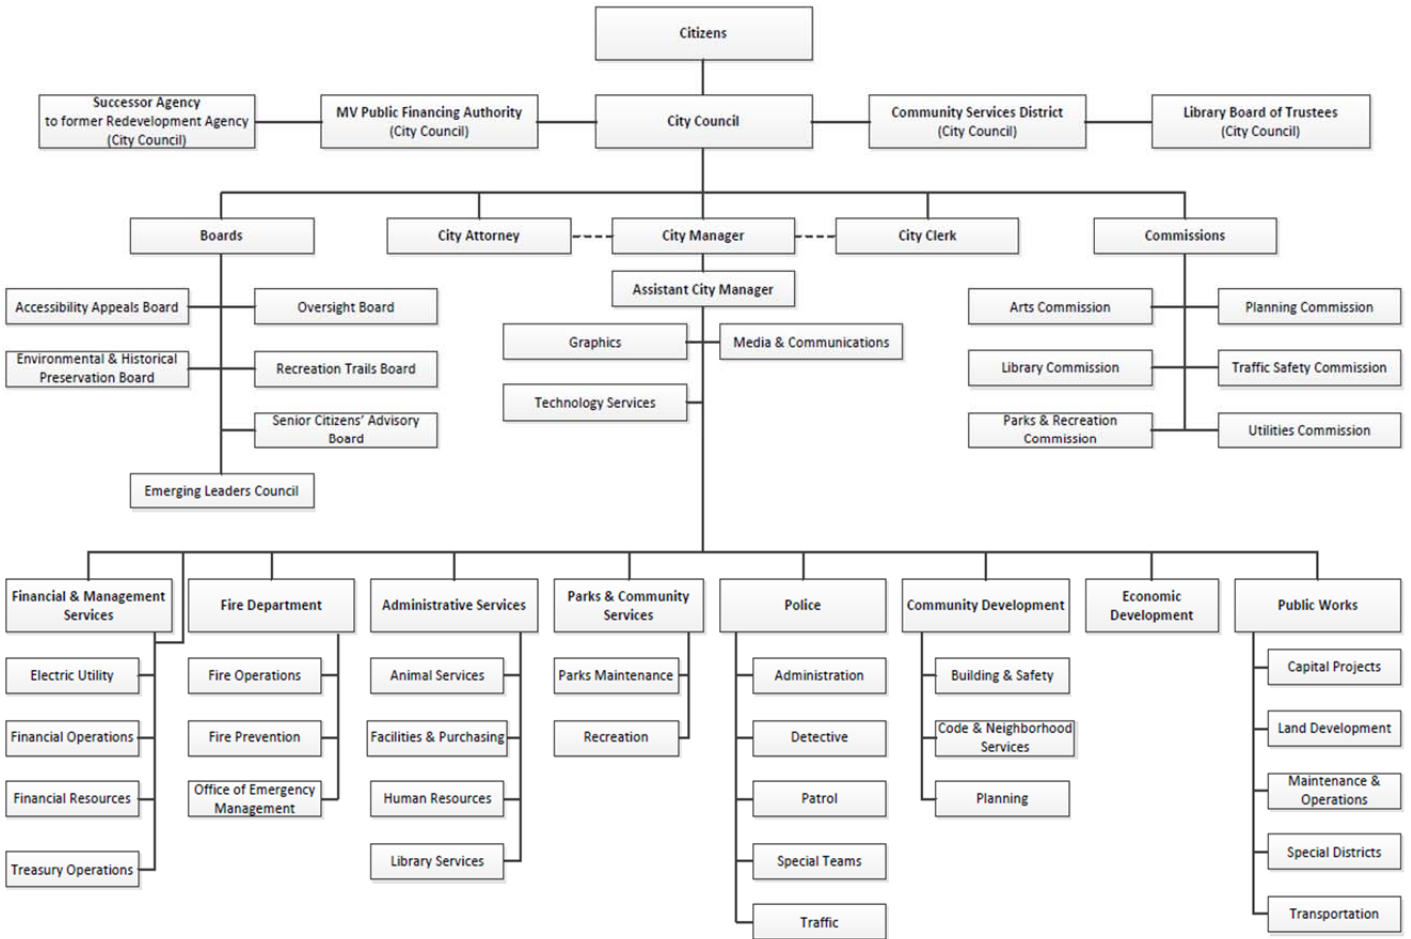 Citizens
Successor Agency
to former Redevelopment Agency
(City Council)
MV Public Financing Authority
(City Council)
City Council
Community Services District
(City Council)
Library Board of Trustees
(City Council)
Boards
City Attorney
City Manager
City Clerk
Commissions
Assistant City Manager
Accessibility Appeals Board
Oversight Board
Environmental & Historical
Preservation Board
Recreation Trails Board
Senior Citizens’ Advisory
Board
Emerging Leaders Council
Graphics
Media & Communications
Technology Services
Arts Commission
Planning Commission
Library Commission
Traffic Safety Commission
Parks & Recreation
Commission
Utilities Commission
Financial & Management
Services
Electric Utility
Financial Operations
Financial Resources
Treasury Operations
Fire Department
Fire Operations
Fire Prevention
Office of Emergency
Management
Administrative Services
Animal Services
Facilities & Purchasing
Human Resources
Library Services
Parks & Community
Services
Parks Maintenance
Recreation
Police
Administration
Detective
Patrol
Special Teams
Traffic
Community Development
Building & Safety
Code & Neighborhood
Services
Planning
Economic
Development
Public Works
Capital Projects
Land Development
Maintenance &
Operations
Special Districts
Transportation